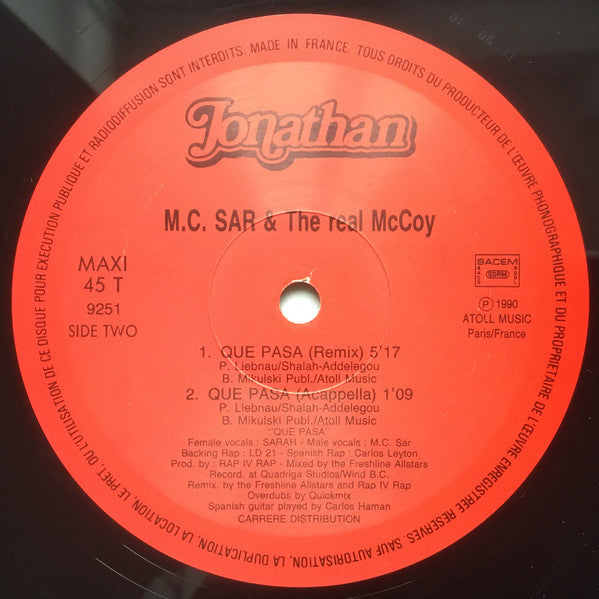 MADE IN FRANCE. TOUS DROITS DU PRODUCTEUR DE L'ŒUVRE PHONOGRAPHIQUE ET DU PROPRIETAIRE DE L'ŒUVRE ENREGISTREE RESERVES. SAUF AUTORISATION, LA DUPLICATION, LA LOCATION, LE PRET, OU L'UTILISATION DE CE DISQUE POUR EXECUTION PUBLIQUE ET RADIODIFFUSION SONT INTERDITS.
Jonathan
M.C. SAR & The real McCoy
MAXI
45 T
9251
SIDE TWO
SACEM
SDRM
℗ 1990
ATOLL MUSIC
Paris/France
1. QUE PASA (Remix) 5'17
P. Liebnau/Shalah-Addelegou
B. Mikulski Publ./Atoll Music
2. QUE PASA (Acappella) 1'09
P. Liebnau/Shalah-Addelegou
B. Mikulski Publ./Atoll Music
"QUE PASA"
Female vocals : SARAH - Male vocals : M.C. Sar
Backing Rap : LD 21 - Spanish Rap : Carlos Leyton
Prod. by : RAP IV RAP - Mixed by the Freshline Allstars
Record. at Quadriga Studios/Wind B.C.
Remix. by the Freshline Allstars and Rap IV Rap
Overdubs by Quickmix
Spanish guitar played by Carlos Haman
CARRERE DISTRIBUTION